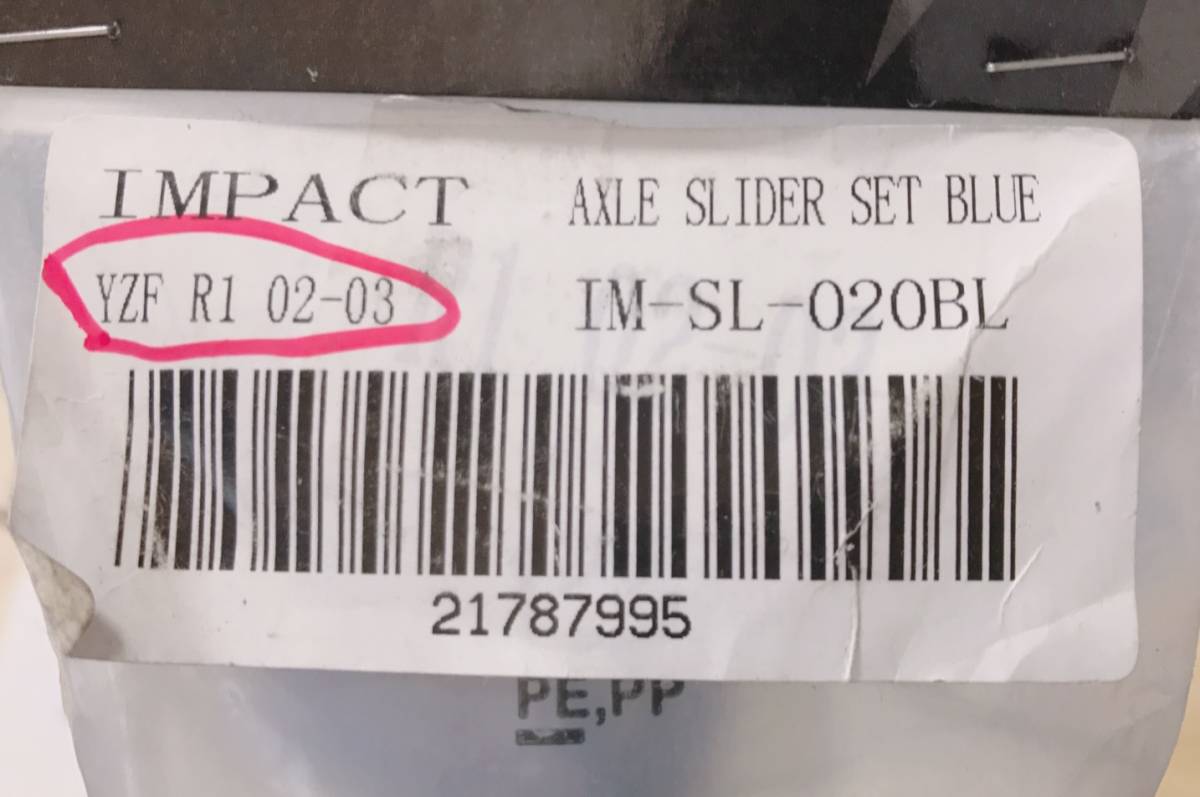 IMPACT AXLE SLIDER SET BLUE
YZF R1 02-03 IM-SL-020BL
21787995
PE,PP